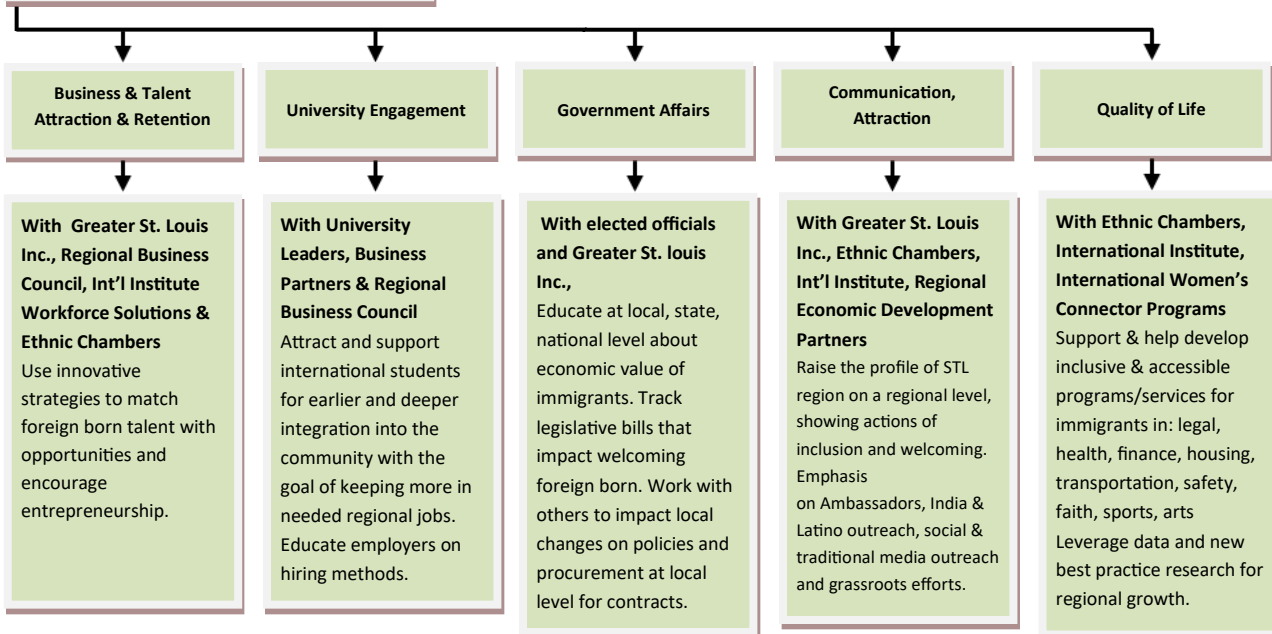 Business & Talent
Attraction & Retention
University Engagement
Government Affairs
Communication,
Attraction
Quality of Life
With Greater St. Louis
Inc., Regional Business
Council, Int’l Institute
Workforce Solutions &
Ethnic Chambers
Use innovative
strategies to match
foreign born talent with
opportunities and
encourage
entrepreneurship.
With University
Leaders, Business
Partners & Regional
Business Council
Attract and support
international students
for earlier and deeper
integration into the
community with the
goal of keeping more in
needed regional jobs.
Educate employers on
hiring methods.
With elected officials
and Greater St. louis
Inc.,
Educate at local, state,
national level about
economic value of
immigrants. Track
legislative bills that
impact welcoming
foreign born. Work with
others to impact local
changes on policies and
procurement at local
level for contracts.
With Greater St. Louis
Inc., Ethnic Chambers,
Int’l Institute, Regional
Economic Development
Partners
Raise the profile of STL
region on a regional level,
showing actions of
inclusion and welcoming.
Emphasis
on Ambassadors, India &
Latino outreach, social &
traditional media outreach
and grassroots efforts.
With Ethnic Chambers,
International Institute,
International Women’s
Connector Programs
Support & help develop
inclusive & accessible
programs/services for
immigrants in: legal,
health, finance, housing,
transportation, safety,
faith, sports, arts
Leverage data and new
best practice research for
regional growth.